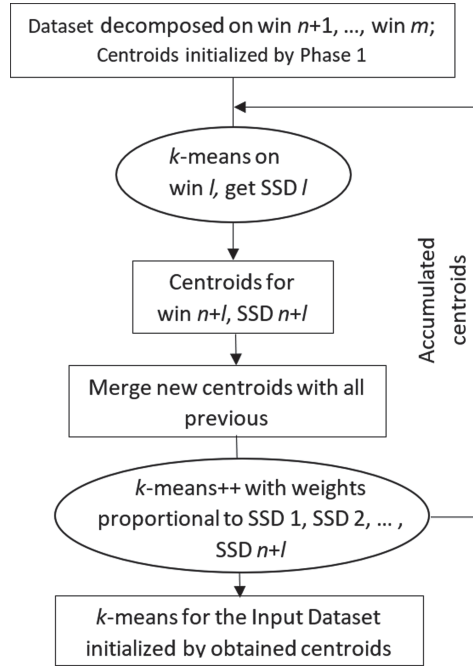 Dataset decomposed on win n+1, ..., win m;
Centroids initialized by Phase 1
k-means on
win l, get SSD l
Centroids for
win n+l, SSD n+l
Merge new centroids with all
previous
k-means++ with weights
proportional to SSD 1, SSD 2, ... ,
SSD n+l
k-means for the Input Dataset
initialized by obtained centroids
Accumulated
centroids